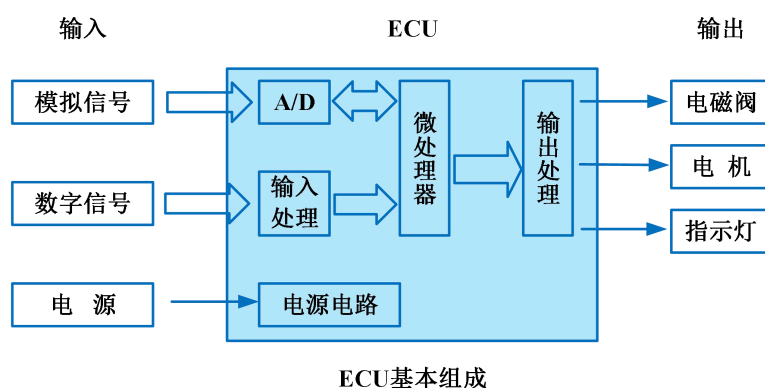 输入 ECU 输出
模拟信号 A/D 微处理器 输出处理 电磁阀
数字信号 输入处理 电 机
指示灯
电 源 电源电路
ECU基本组成